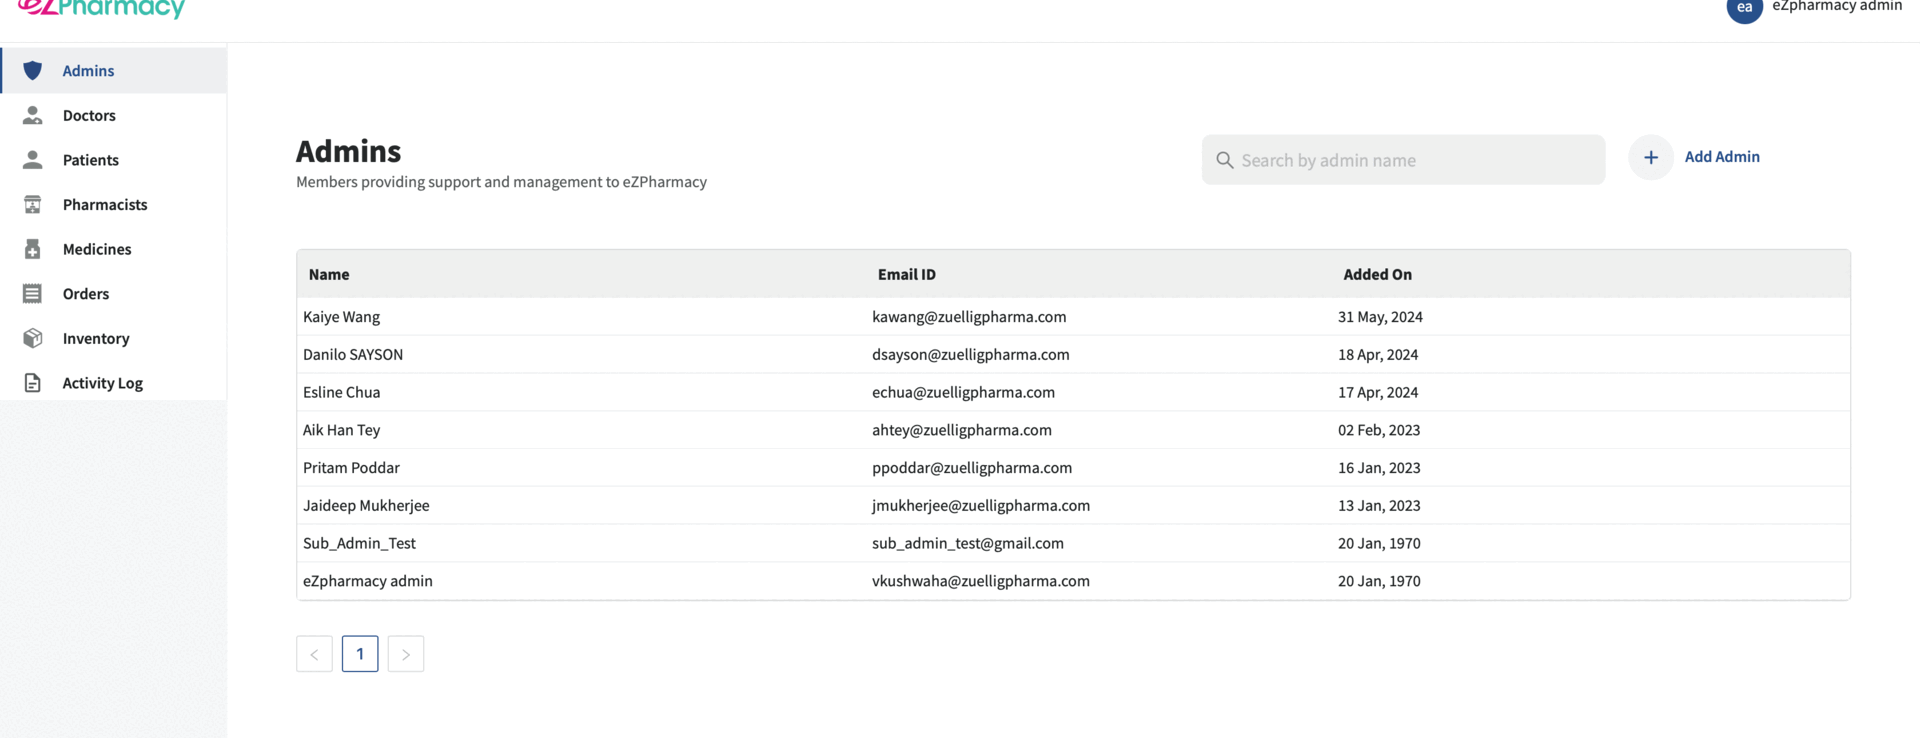 eZPharmacy
ea eZpharmacy admin
Admins
Doctors
Patients
Pharmacists
Medicines
Orders
Inventory
Activity Log
Admins
Members providing support and management to eZPharmacy
Search by admin name
+ Add Admin
Name Email ID Added On
Kaiye Wang kawang@zuelligpharma.com 31 May, 2024
Danilo SAYSON dsayson@zuelligpharma.com 18 Apr, 2024
Esline Chua echua@zuelligpharma.com 17 Apr, 2024
Aik Han Tey ahtey@zuelligpharma.com 02 Feb, 2023
Pritam Poddar ppoddar@zuelligpharma.com 16 Jan, 2023
Jaideep Mukherjee jmukherjee@zuelligpharma.com 13 Jan, 2023
Sub_Admin_Test sub_admin_test@gmail.com 20 Jan, 1970
eZpharmacy admin vkushwaha@zuelligpharma.com 20 Jan, 1970
< 1 >